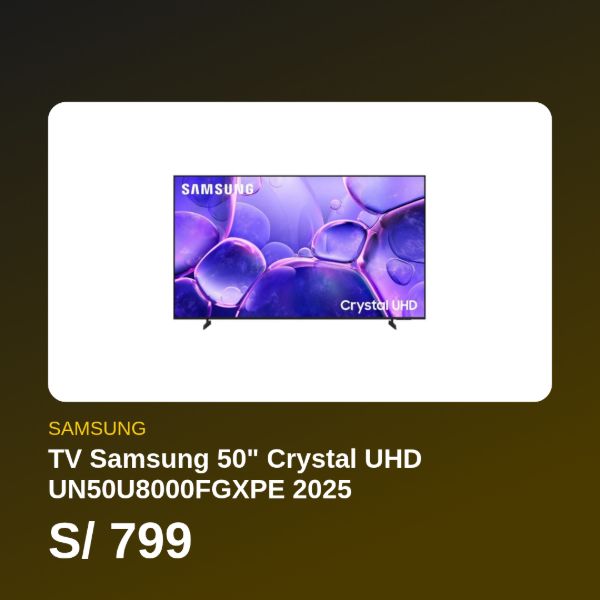 SAMSUNG
Crystal UHD
SAMSUNG
TV Samsung 50" Crystal UHD
UN50U8000FGXPE 2025
S/ 799